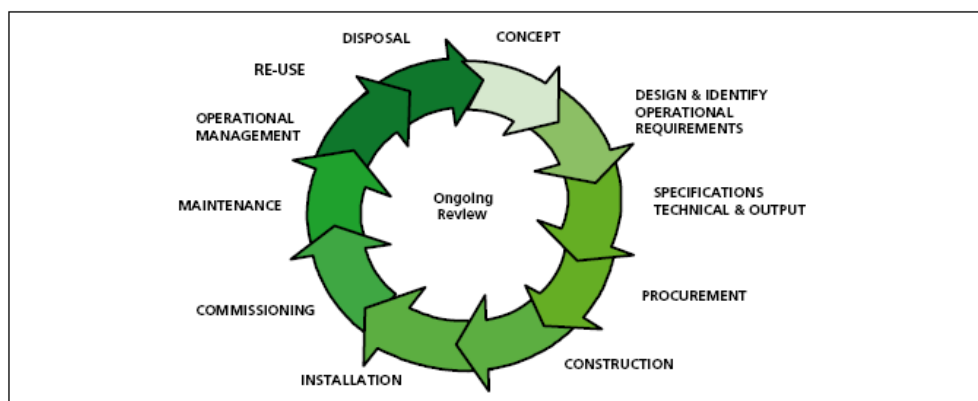 DISPOSAL
CONCEPT
RE-USE
DESIGN & IDENTIFY
OPERATIONAL
REQUIREMENTS
OPERATIONAL
MANAGEMENT
Ongoing
Review
SPECIFICATIONS
TECHNICAL & OUTPUT
MAINTENANCE
PROCUREMENT
COMMISSIONING
CONSTRUCTION
INSTALLATION